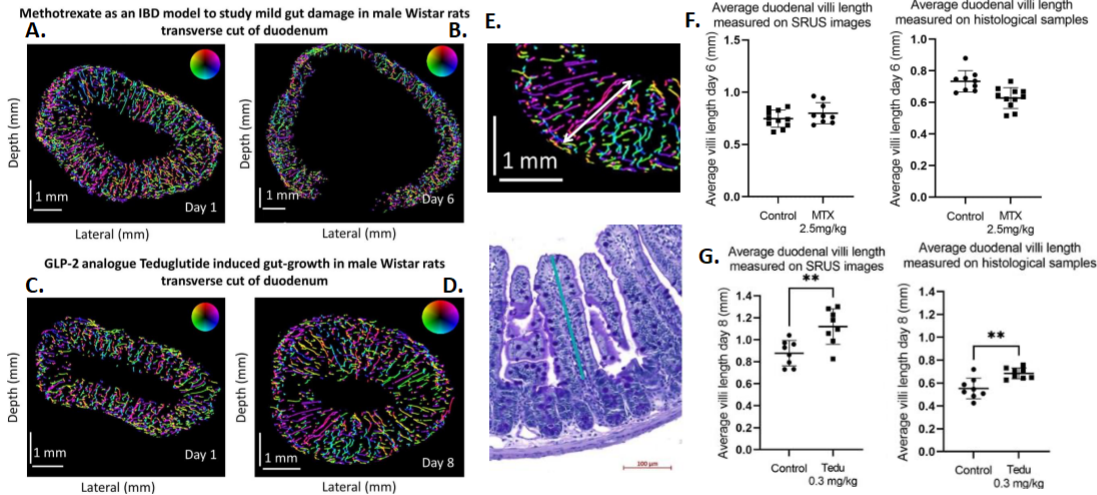 Methotrexate as an IBD model to study mild gut damage in male Wistar rats
transverse cut of duodenum
A.
B.
Depth (mm)
1 mm
Day 1
Lateral (mm)
Depth (mm)
1 mm
Day 6
Lateral (mm)
GLP-2 analogue Teduglutide induced gut-growth in male Wistar rats
transverse cut of duodenum
C.
D.
Depth (mm)
1 mm
Day 1
Lateral (mm)
Depth (mm)
1 mm
Day 8
Lateral (mm)
E.
1 mm
100 µm
F.
Average duodenal villi length
measured on SRUS images
Average villi length day 6 (mm)
1.5
1.0
0.5
0.0
Control
MTX
2.5mg/kg
Average duodenal villi length
measured on histological samples
Average villi length day 6 (mm)
1.0
0.8
0.6
0.4
0.2
0.0
Control
MTX
2.5mg/kg
G.
Average duodenal villi length
measured on SRUS images
Average villi length day 8 (mm)
1.4
1.2
1.0
0.8
0.6
0.4
0.2
0.0
**
Control
Tedu
0.3 mg/kg
Average duodenal villi length
measured on histological samples
Average villi length day 8 (mm)
1.4
1.2
1.0
0.8
0.6
0.4
0.2
0.0
**
Control
Tedu
0.3 mg/kg